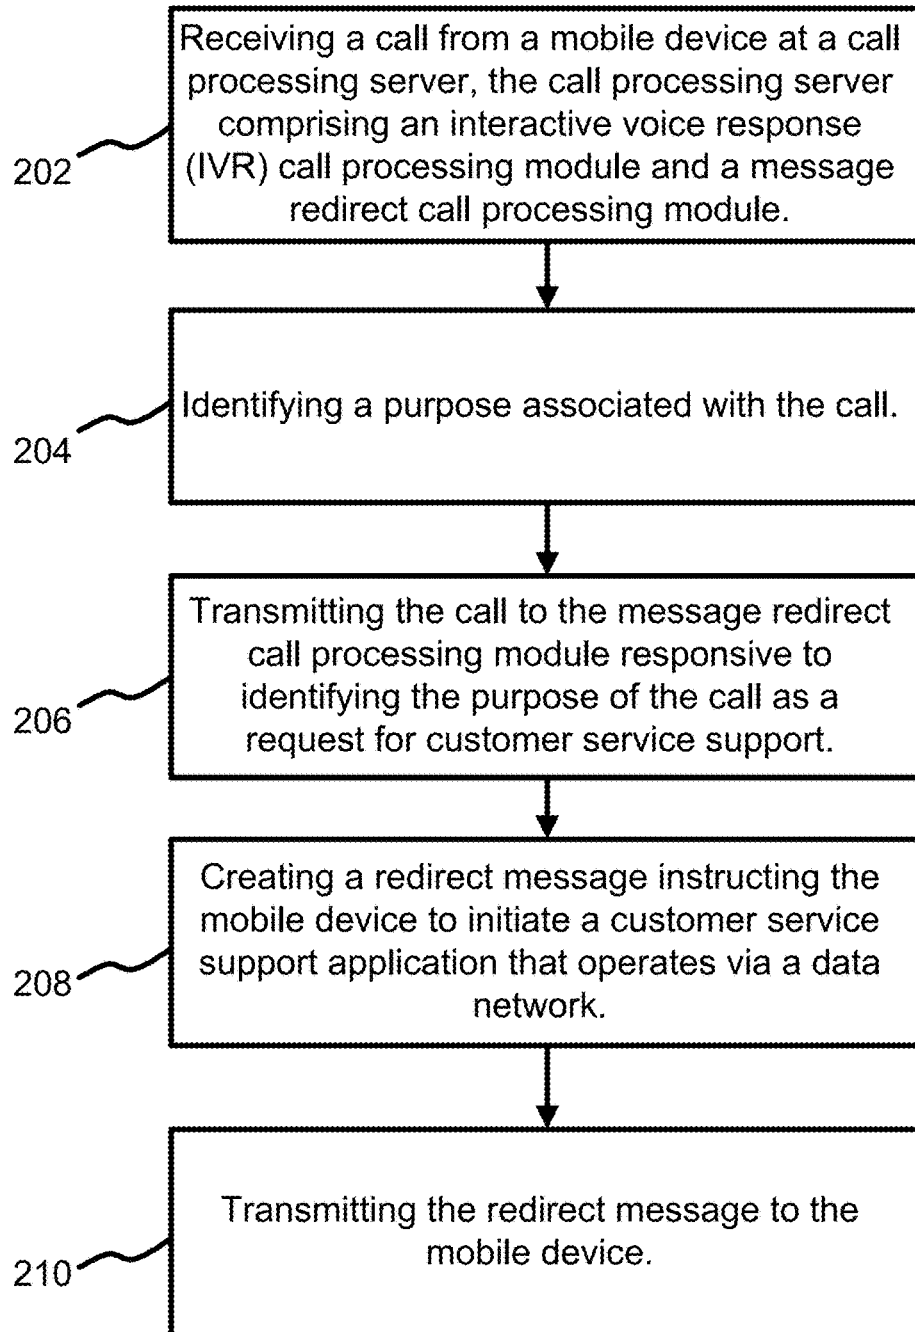 Receiving a call from a mobile device at a call
processing server, the call processing server
comprising an interactive voice response
(IVR) call processing module and a message
redirect call processing module.
202
Identifying a purpose associated with the call.
204
Transmitting the call to the message redirect
call processing module responsive to
identifying the purpose of the call as a
request for customer service support.
206
Creating a redirect message instructing the
mobile device to initiate a customer service
support application that operates via a data
network.
208
Transmitting the redirect message to the
mobile device.
210